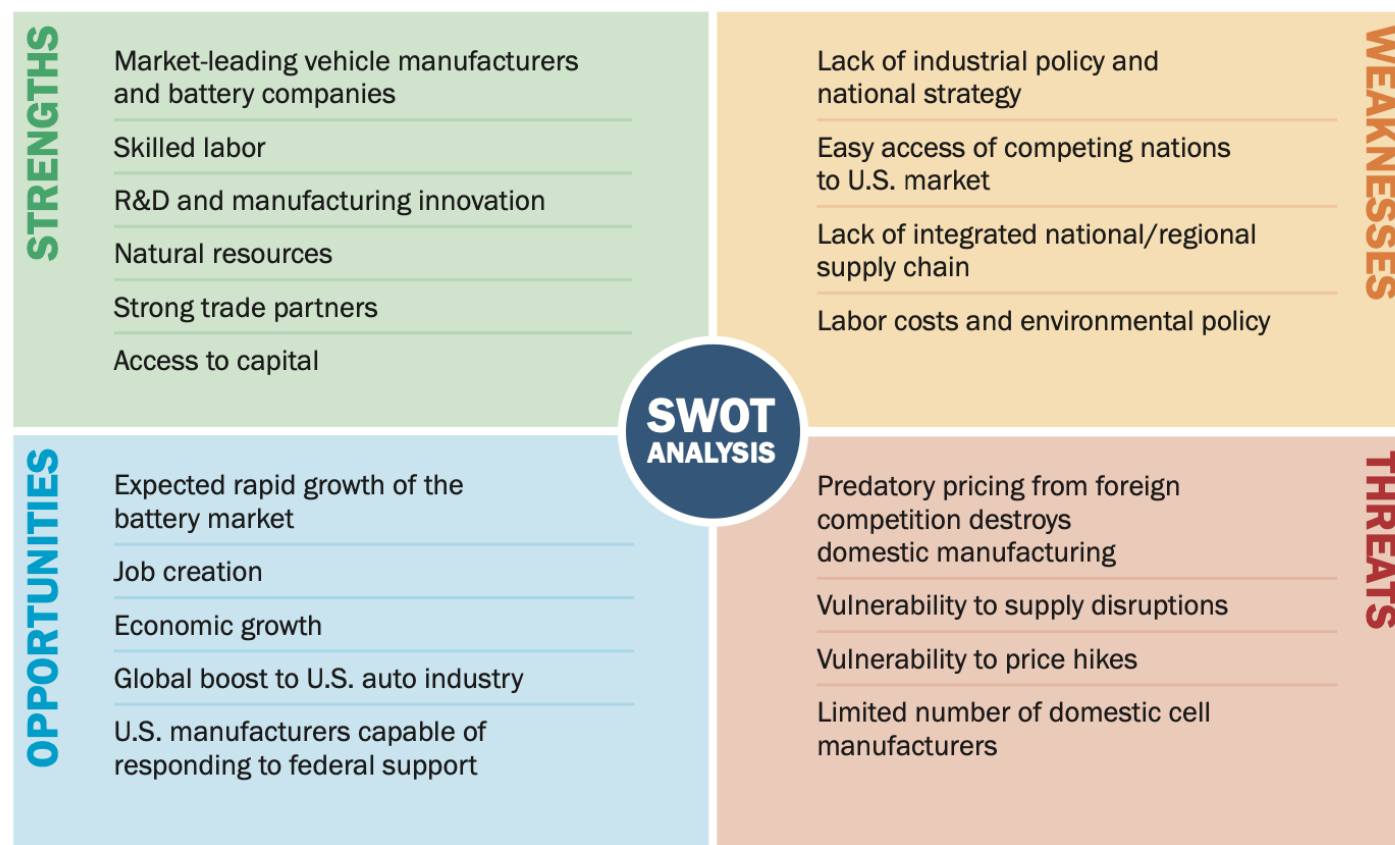 STRENGTHS
Market-leading vehicle manufacturers
and battery companies
Skilled labor
R&D and manufacturing innovation
Natural resources
Strong trade partners
Access to capital
WEAKNESSES
Lack of industrial policy and
national strategy
Easy access of competing nations
to U.S. market
Lack of integrated national/regional
supply chain
Labor costs and environmental policy
SWOT
ANALYSIS
OPPORTUNITIES
Expected rapid growth of the
battery market
Job creation
Economic growth
Global boost to U.S. auto industry
U.S. manufacturers capable of
responding to federal support
THREATS
Predatory pricing from foreign
competition destroys
domestic manufacturing
Vulnerability to supply disruptions
Vulnerability to price hikes
Limited number of domestic cell
manufacturers